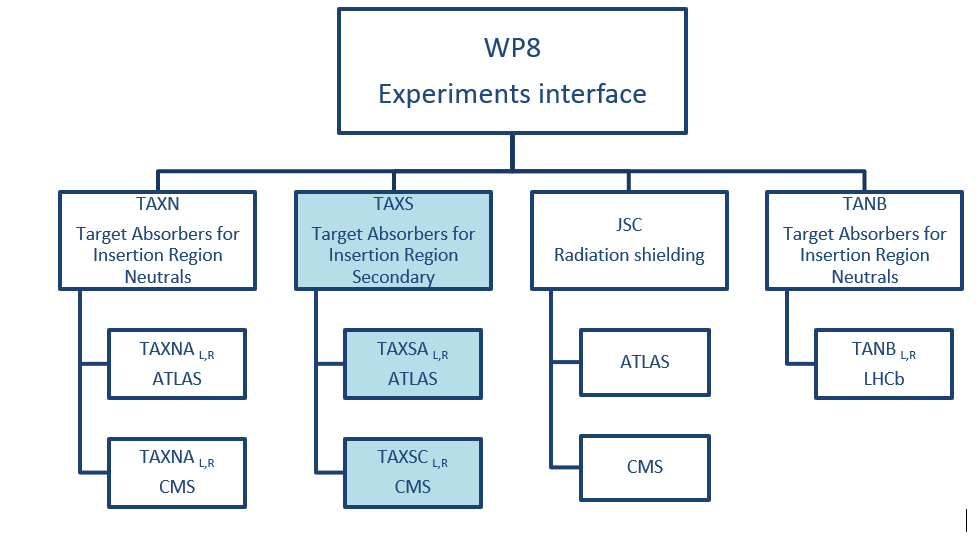 WP8
Experiments interface
TAXN
Target Absorbers for
Insertion Region
Neutrals
TAXNA L,R
ATLAS
TAXNA L,R
CMS
TAXS
Target Absorbers for
Insertion Region
Secondary
TAXSA L,R
ATLAS
TAXSC L,R
CMS
JSC
Radiation shielding
ATLAS
CMS
TANB
Target Absorbers for
Insertion Region
Neutrals
TANB L,R
LHCb